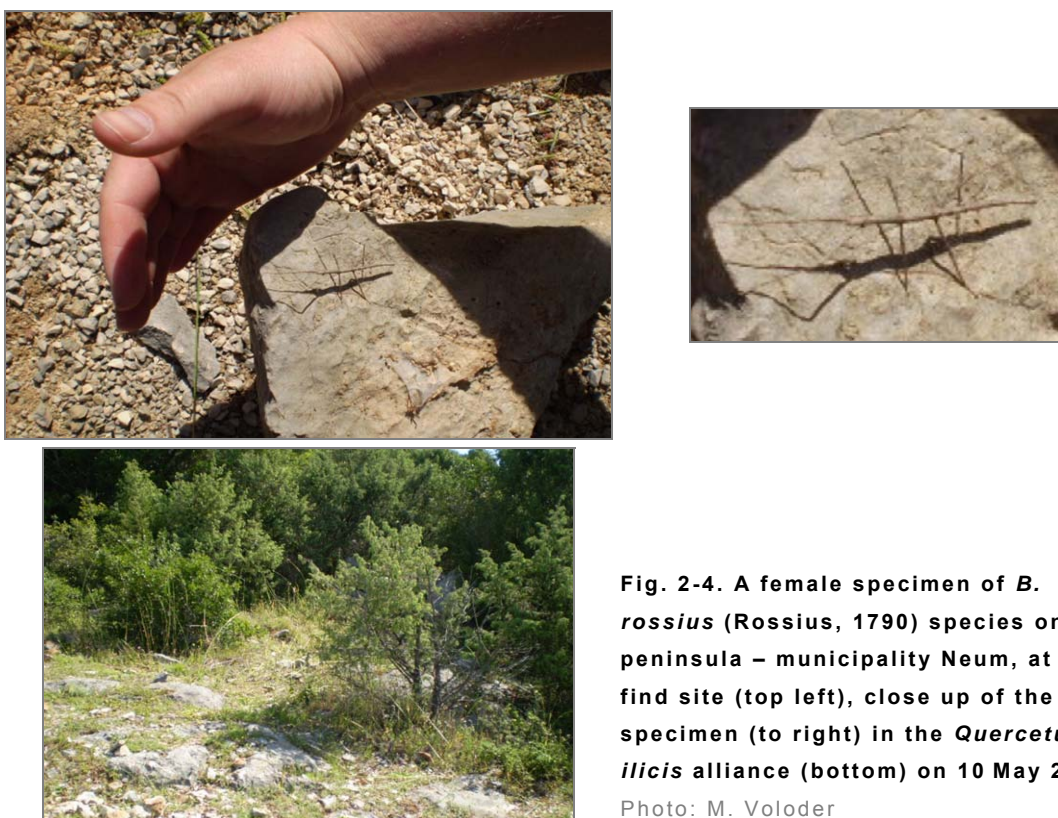 Fig. 2-4. A female specimen of B.
rossius (Rossius, 1790) species on
peninsula – municipality Neum, at
find site (top left), close up of the
specimen (to right) in the
ilicis alliance (bottom) on 10 May
Photo: M. Voloder